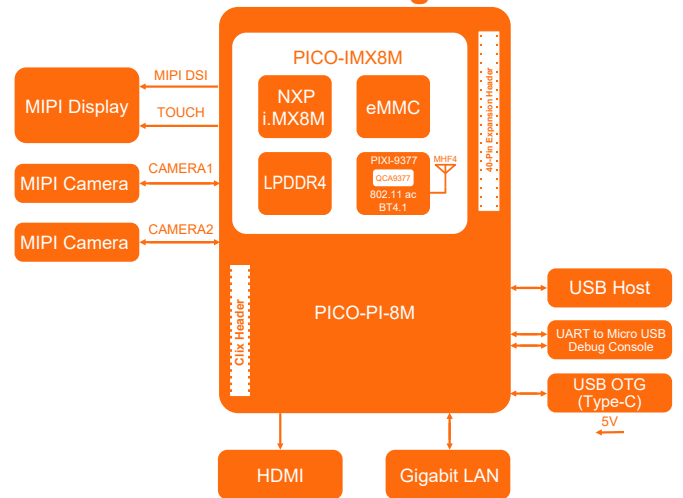 PICO-IMX8M
NXP
i.MX8M
eMMC
LPDDR4
PIXI-9377
QCA9377
802.11 ac
BT4.1
MHF4
40-Pin Expansion Header
MIPI Display
MIPI DSI
TOUCH
MIPI Camera
CAMERA1
MIPI Camera
CAMERA2
Clix Header
PICO-PI-8M
USB Host
UART to Micro USB
Debug Console
USB OTG
(Type-C)
5V
HDMI
Gigabit LAN